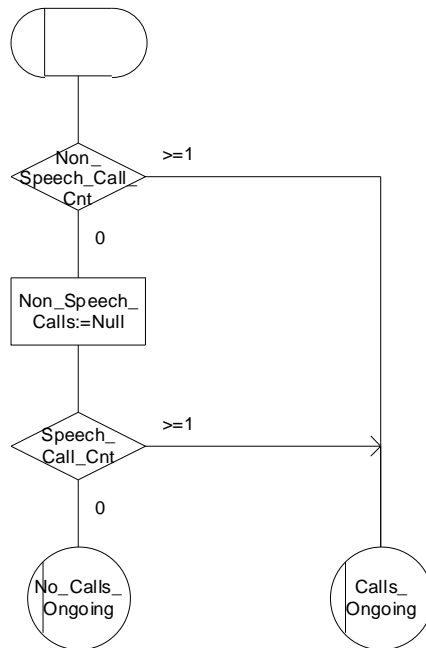 Non_
Speech_Call_
Cnt
>=1
0
Non_Speech_
Calls:=Null
Speech_
Call_Cnt
>=1
0
No_Calls_
Ongoing
Calls_
Ongoing